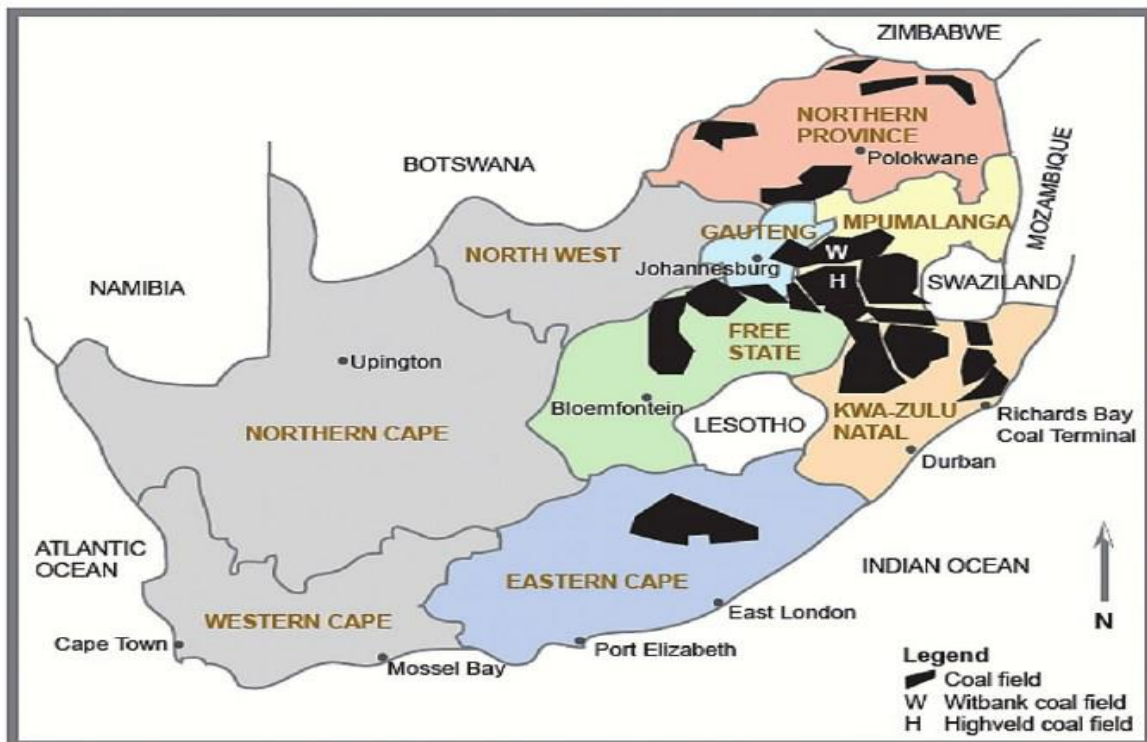 ZIMBABWE
NORTHERN
PROVINCE
Polokwane
BOTSWANA
MOZAMBIQUE
MPUMALANGA
GAUTENG
NORTH WEST
W
Johannesburg
SWAZILAND
H
NAMIBIA
FREE
STATE
Upington
Bloemfontein
LESOTHO
KWA-ZULU
NATAL
Richards Bay
Coal Terminal
NORTHERN CAPE
Durban
ATLANTIC
OCEAN
INDIAN OCEAN
EASTERN CAPE
East London
WESTERN CAPE
N
Cape Town
Port Elizabeth
Mossel Bay
Legend
Coal field
W Witbank coal field
H Highveld coal field